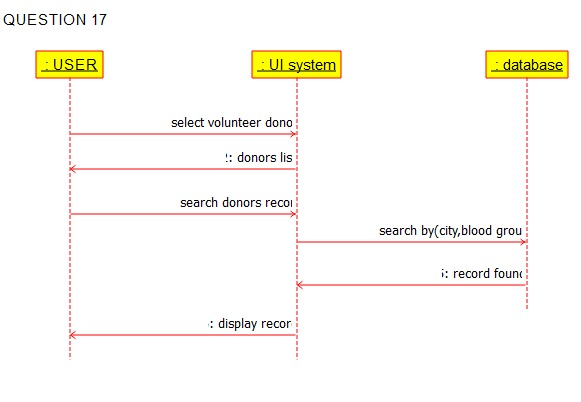 QUESTION 17
: USER
: UI system
: database
select volunteer dono
: donors lis
search donors recor
search by(city,blood grou
: record foun
: display recor